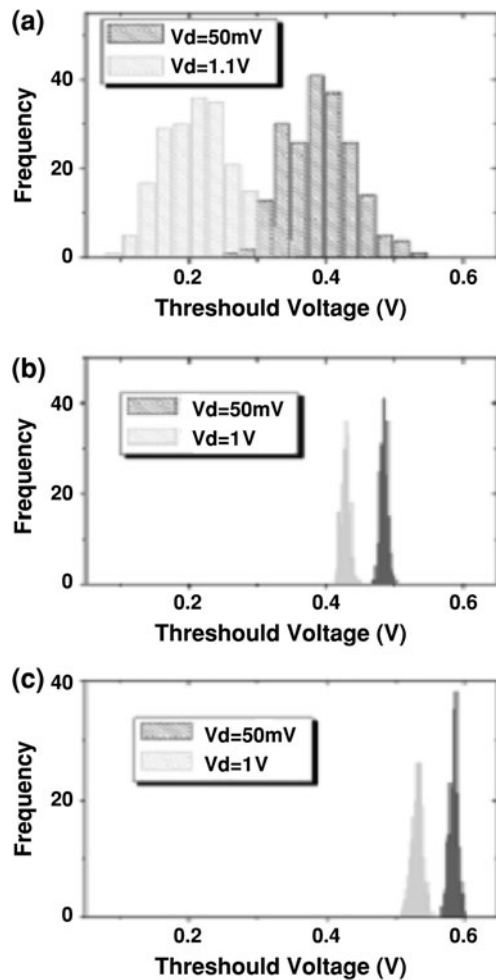 (a)
Vd=50mV
Vd=1.1V
40
20
0
Frequency
0.2 0.4 0.6
Threshould Voltage (V)
(b)
Vd=50mV
Vd=1V
40
20
0
Frequency
0.2 0.4 0.6
Threshould Voltage (V)
(c)
40
Vd=50mV
Vd=1V
20
0
Frequency
0.2 0.4 0.6
Threshould Voltage (V)